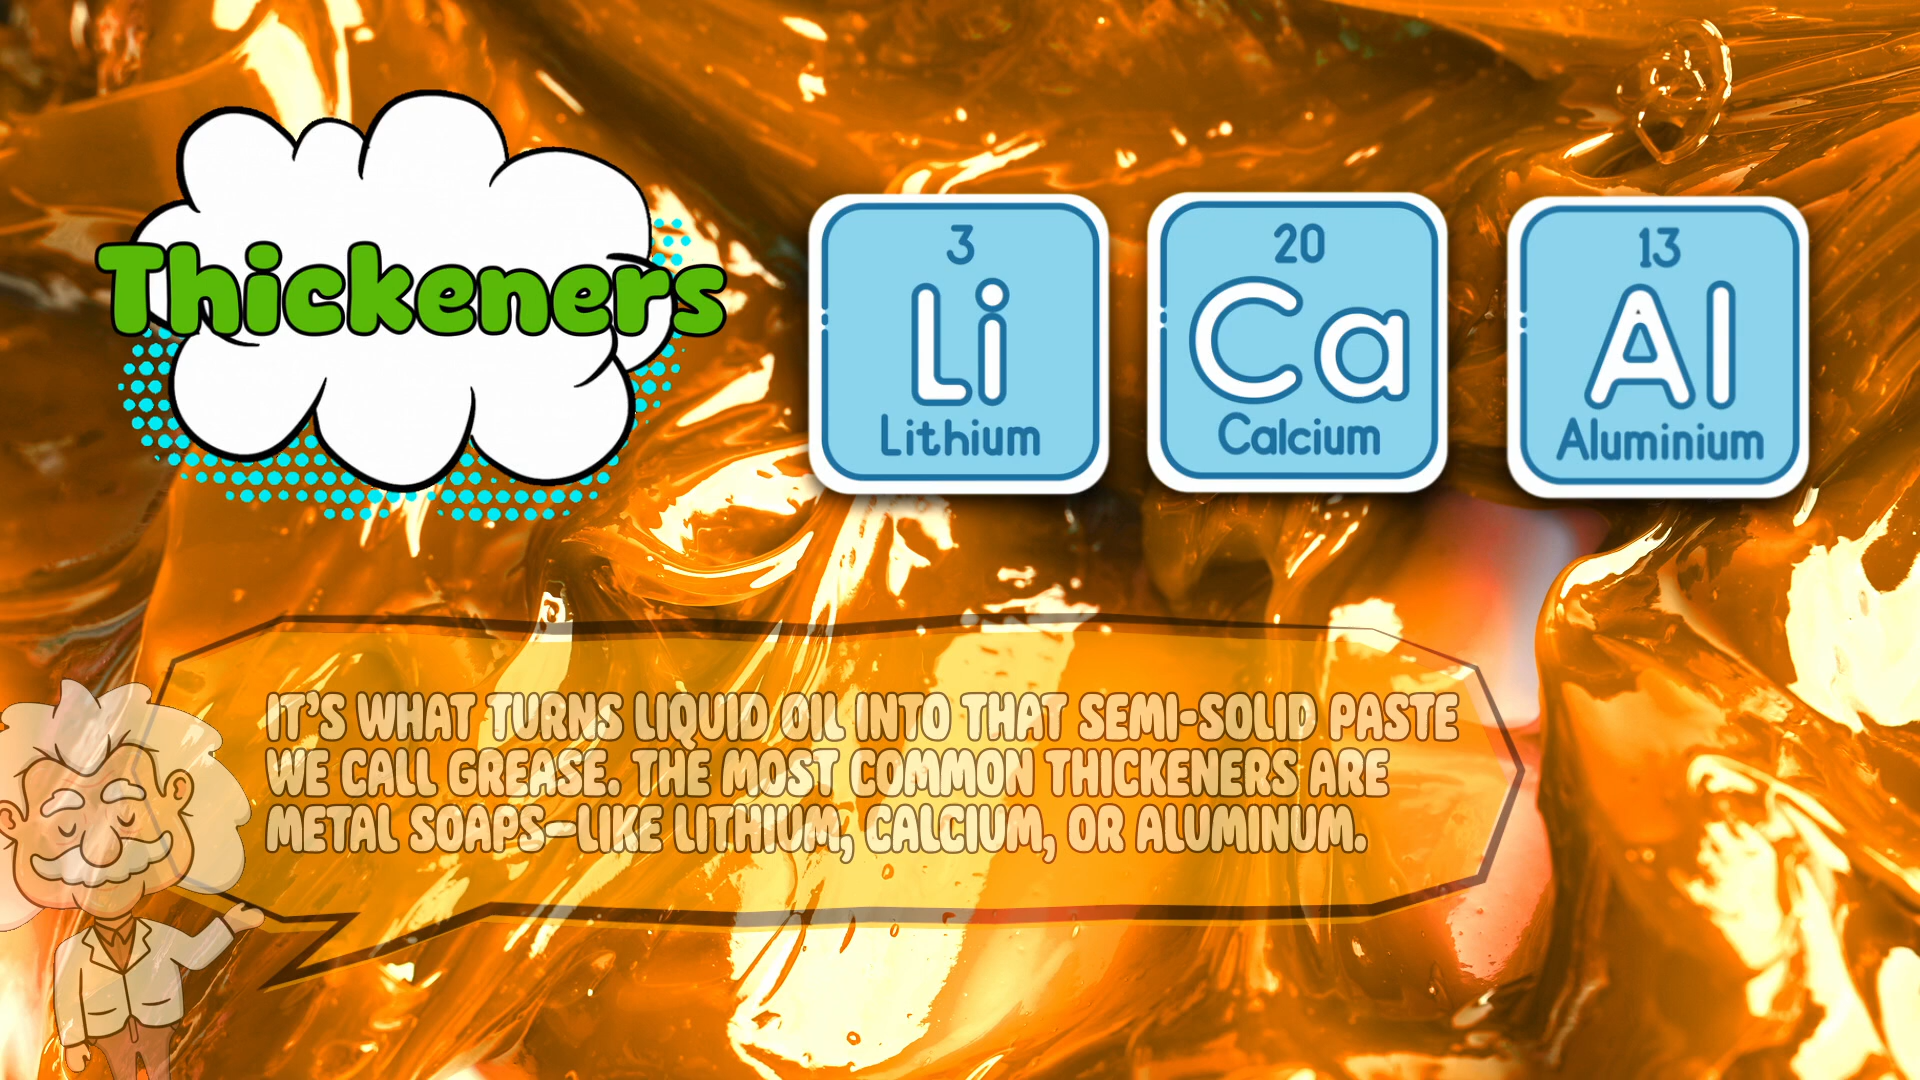 Thickeners
3
Li
Lithium
20
Ca
Calcium
13
Al
Aluminium
IT'S WHAT TURNS LIQUID OIL INTO THAT SEMI-SOLID PASTE
WE CALL GREASE. THE MOST COMMON THICKENERS ARE
METAL SOAPS—LIKE LITHIUM, CALCIUM, OR ALUMINUM.